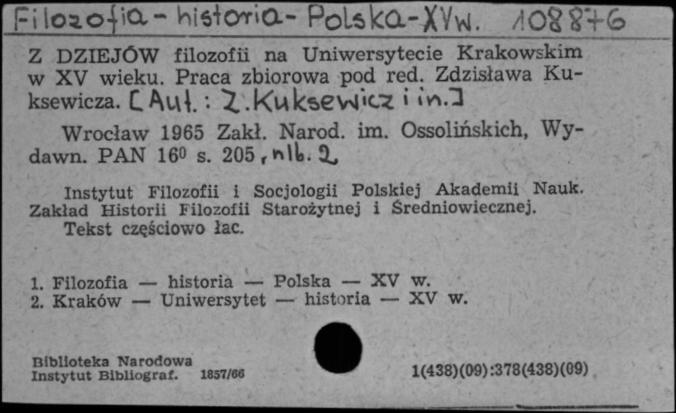 Filozofia - historia - Polska - XV w. 108876
Z DZIEJÓW filozofii na Uniwersytecie Krakowskim
w XV wieku. Praca zbiorowa pod red. Zdzisława Ku-
ksewicza. [Aut.: Z. Kuksewicz i in.]
Wrocław 1965 Zakł. Narod. im. Ossolińskich, Wy-
dawn. PAN 16⁰ s. 205, nlb. 2
Instytut Filozofii i Socjologii Polskiej Akademii Nauk.
Zakład Historii Filozofii Starożytnej i Średniowiecznej.
Tekst częściowo łac.
1. Filozofia — historia — Polska — XV w.
2. Kraków — Uniwersytet — historia — XV w.
Biblioteka Narodowa
Instytut Bibliograf. 1857/66
1(438)(09):378(438)(09)